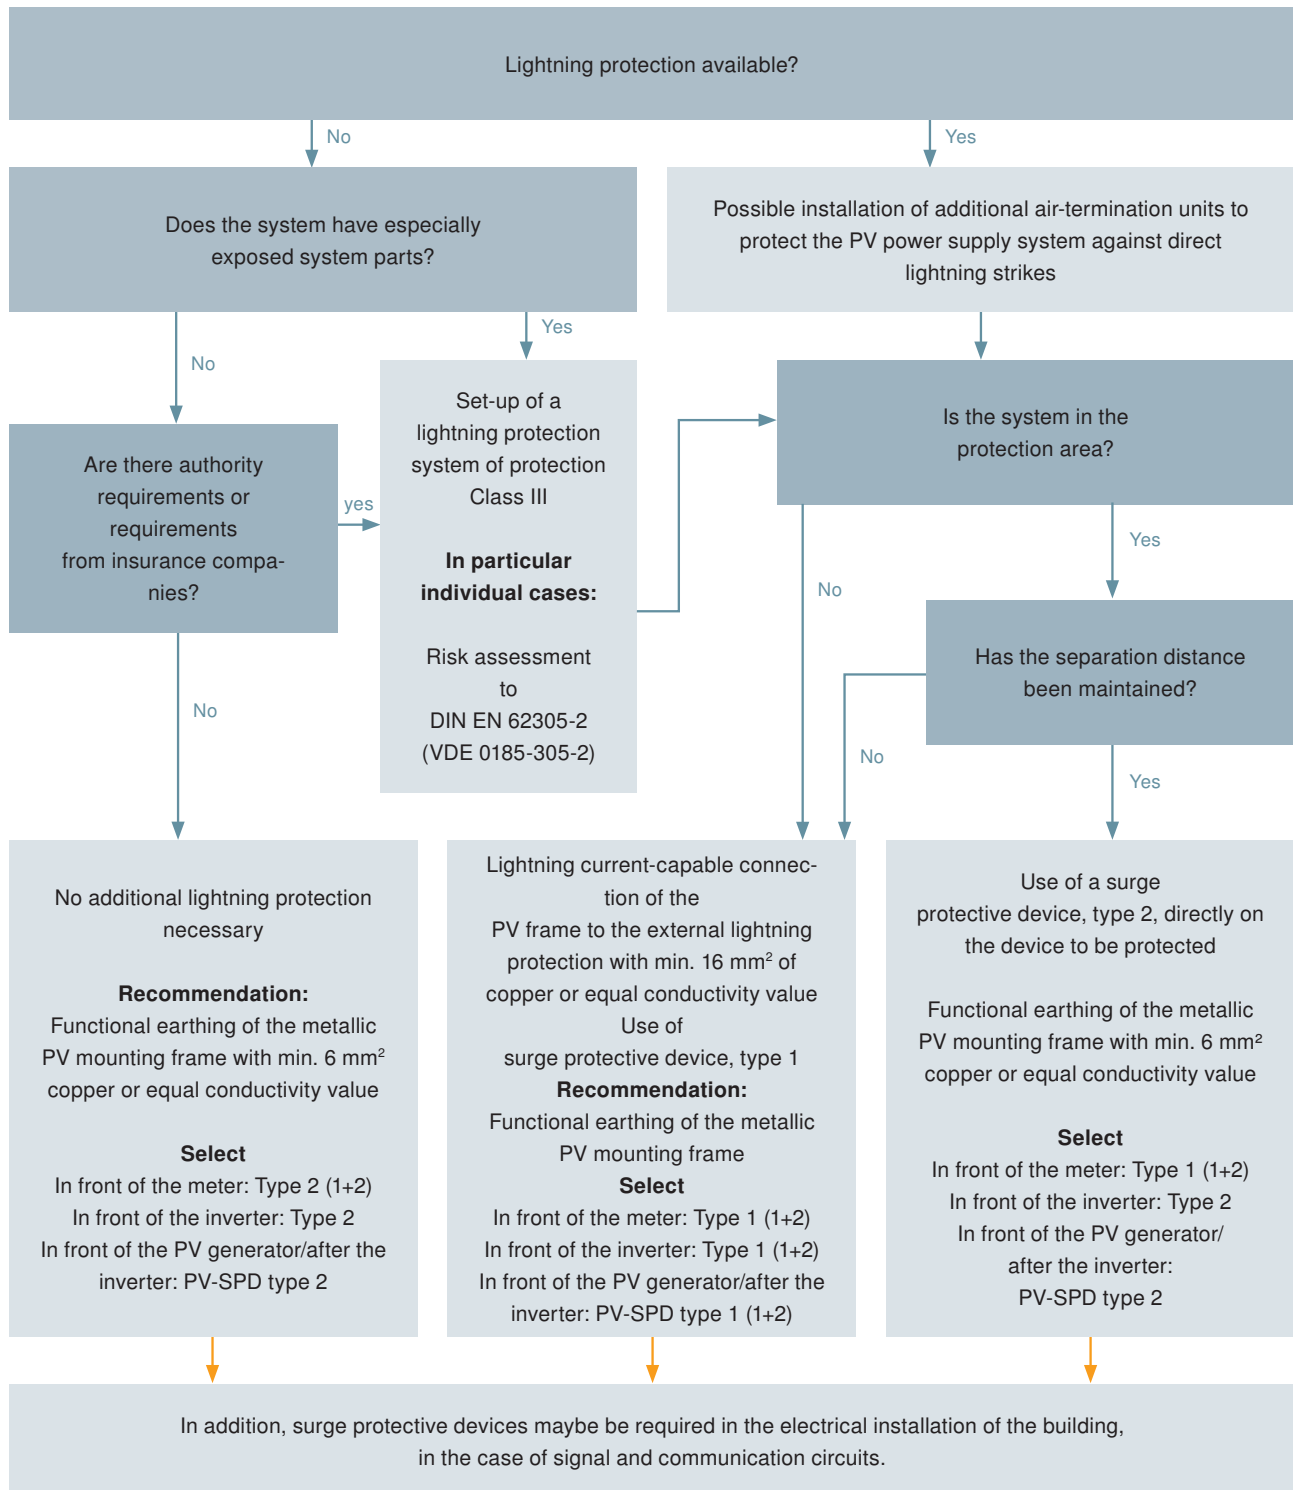 Lightning protection available?
No
Yes
Does the system have especially
exposed system parts?
Possible installation of additional air-termination units to
protect the PV power supply system against direct
lightning strikes
No
Yes
Are there authority
requirements or
requirements
from insurance compa-
nies?
yes
Set-up of a
lightning protection
system of protection
Class III
In particular
individual cases:
Risk assessment
to
DIN EN 62305-2
(VDE 0185-305-2)
Is the system in the
protection area?
Yes
No
Has the separation distance
been maintained?
No
No
Yes
No additional lightning protection
necessary
Recommendation:
Functional earthing of the metallic
PV mounting frame with min. 6 mm²
copper or equal conductivity value
Select
In front of the meter: Type 2 (1+2)
In front of the inverter: Type 2
In front of the PV generator/after the
inverter: PV-SPD type 2
Lightning current-capable connec-
tion of the
PV frame to the external lightning
protection with min. 16 mm² of
copper or equal conductivity value
Use of
surge protective device, type 1
Recommendation:
Functional earthing of the metallic
PV mounting frame
Select
In front of the meter: Type 1 (1+2)
In front of the inverter: Type 1 (1+2)
In front of the PV generator/after the
inverter: PV-SPD type 1 (1+2)
Use of a surge
protective device, type 2, directly on
the device to be protected
Functional earthing of the metallic
PV mounting frame with min. 6 mm²
copper or equal conductivity value
Select
In front of the meter: Type 1 (1+2)
In front of the inverter: Type 2
In front of the PV generator/
after the inverter:
PV-SPD type 2
In addition, surge protective devices maybe be required in the electrical installation of the building,
in the case of signal and communication circuits.